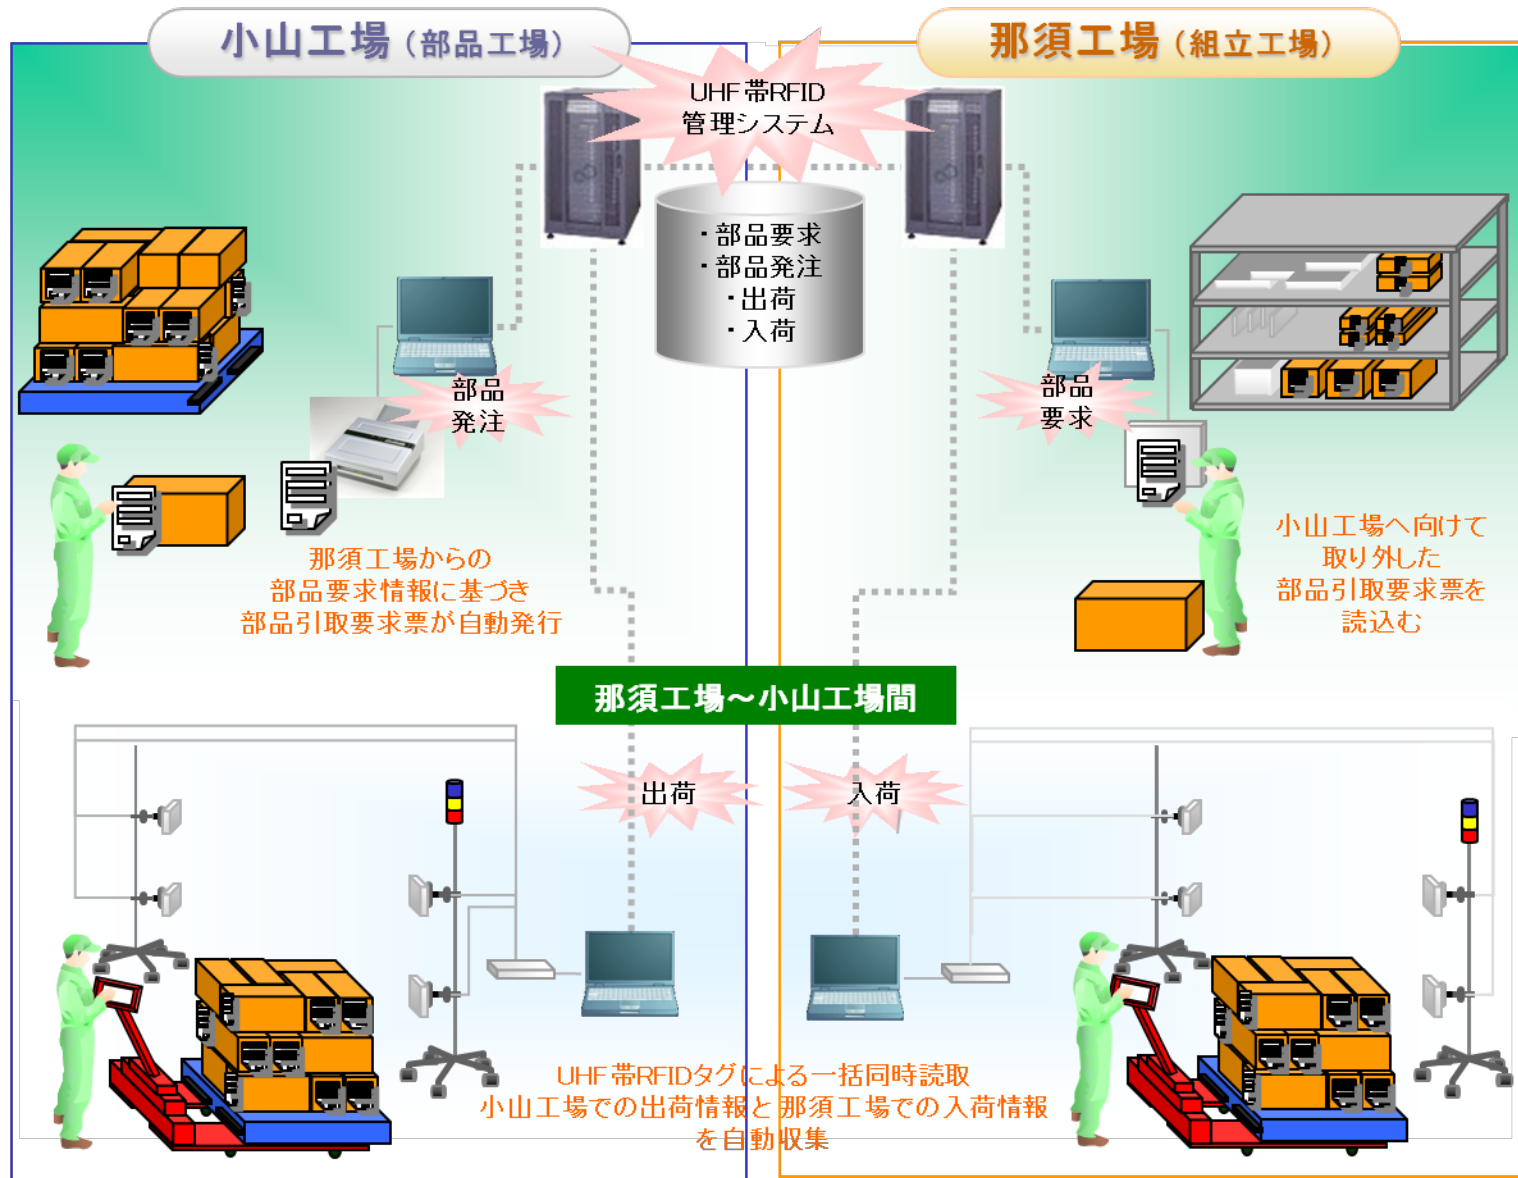 小山工場（部品工場）
那須工場（組立工場）
UHF帯RFID
管理システム
・部品要求
・部品発注
・出荷
・入荷
部品
発注
部品
要求
那須工場からの
部品要求情報に基づき
部品引取要求票が自動発行
小山工場へ向けて
取り外した
部品引取要求票を
読込む
那須工場～小山工場間
出荷
入荷
UHF帯RFIDタグによる一括同時読取
小山工場での出荷情報と那須工場での入荷情報
を自動収集